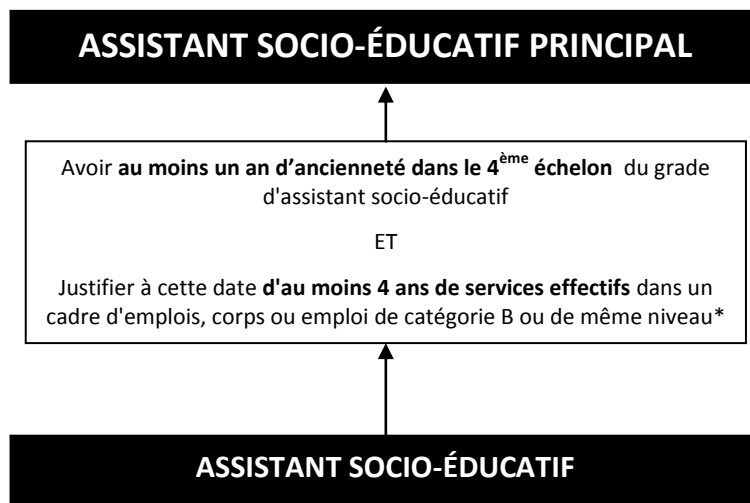 ASSISTANT SOCIO-ÉDUCATIF PRINCIPAL
Avoir au moins un an d’ancienneté dans le 4ème échelon du grade
d'assistant socio-éducatif
ET
Justifier à cette date d'au moins 4 ans de services effectifs dans un
cadre d'emplois, corps ou emploi de catégorie B ou de même niveau*
ASSISTANT SOCIO-ÉDUCATIF